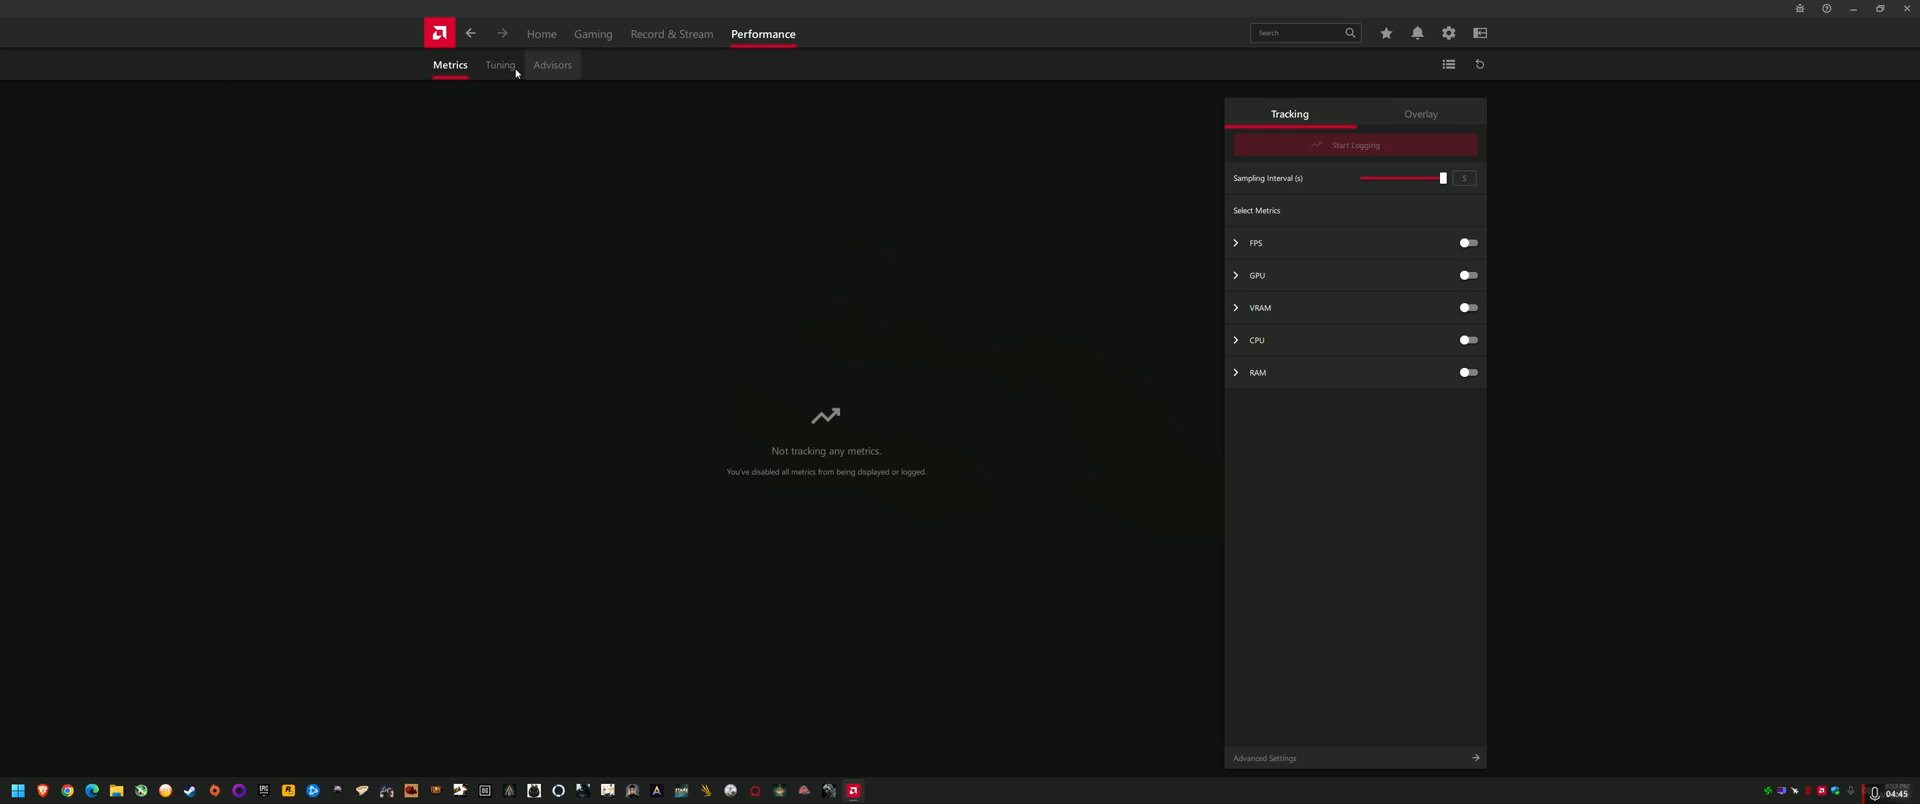 Home Gaming Record & Stream Performance Search
Metrics Tuning Advisors
Tracking Overlay
Start Logging
Sampling Interval (s) 5
Select Metrics
FPS
GPU
VRAM
CPU
RAM
Not tracking any metrics.
You've disabled all metrics from being displayed or logged.
Advanced Settings
04:45